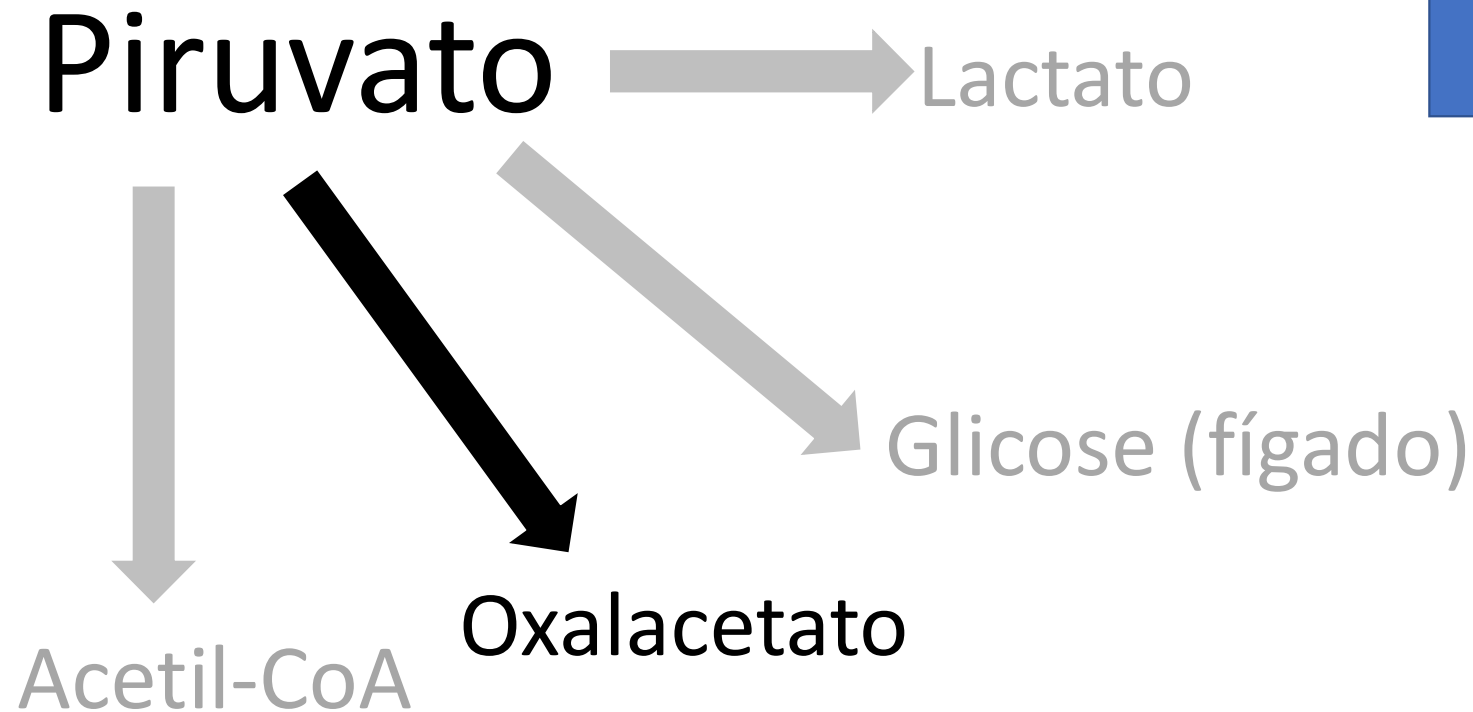 Piruvato
Lactato
Glicose (fígado)
Oxalacetato
Acetil-CoA